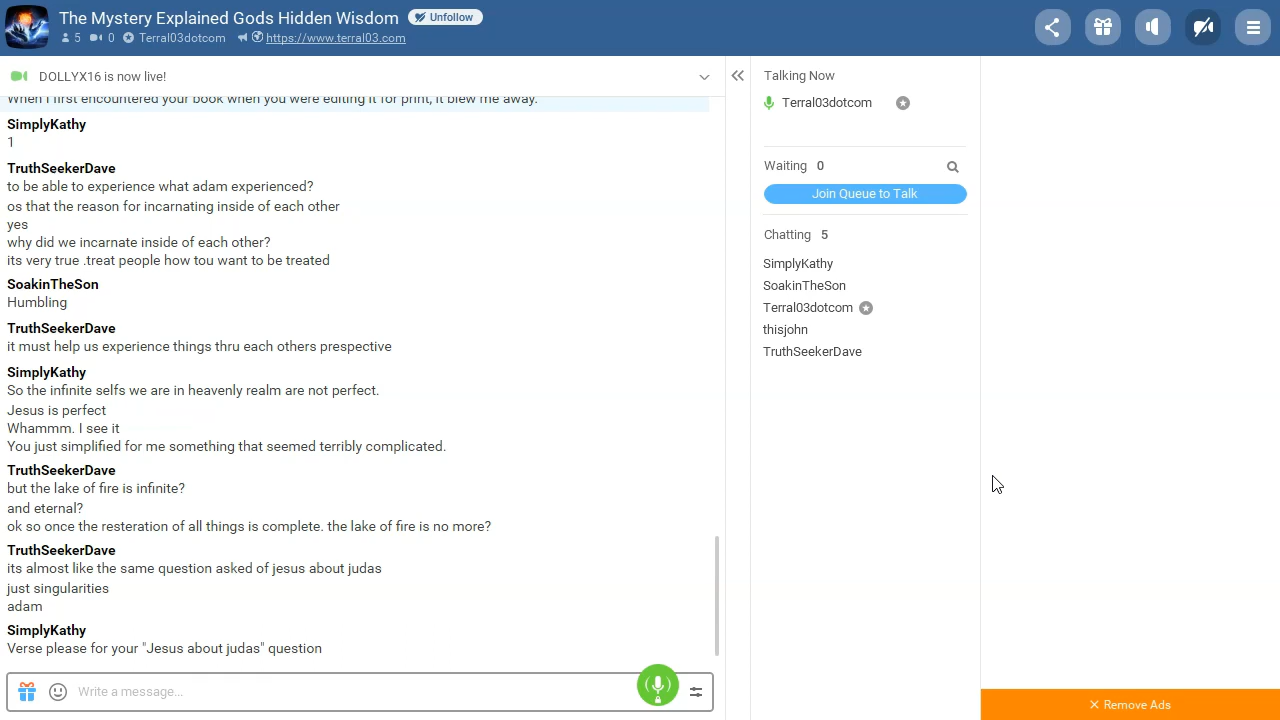 The Mystery Explained Gods Hidden Wisdom
Unfollow
5 0 Terral03dotcom https://www.terral03.com
DOLLYX16 is now live!
When I first encountered your book when you were editing it for print, it blew me away.
SimplyKathy
1
TruthSeekerDave
to be able to experience what adam experienced?
os that the reason for incarnating inside of each other
yes
why did we incarnate inside of each other?
its very true .treat people how tou want to be treated
SoakinTheSon
Humbling
TruthSeekerDave
it must help us experience things thru each others prespective
SimplyKathy
So the infinite selfs we are in heavenly realm are not perfect.
Jesus is perfect
Whammm. I see it
You just simplified for me something that seemed terribly complicated.
TruthSeekerDave
but the lake of fire is infinite?
and eternal?
ok so once the resteration of all things is complete. the lake of fire is no more?
TruthSeekerDave
its almost like the same question asked of jesus about judas
just singularities
adam
SimplyKathy
Verse please for your "Jesus about judas" question
Write a message...
Talking Now
Terral03dotcom
Waiting 0
Join Queue to Talk
Chatting 5
SimplyKathy
SoakinTheSon
Terral03dotcom
thisjohn
TruthSeekerDave
Remove Ads